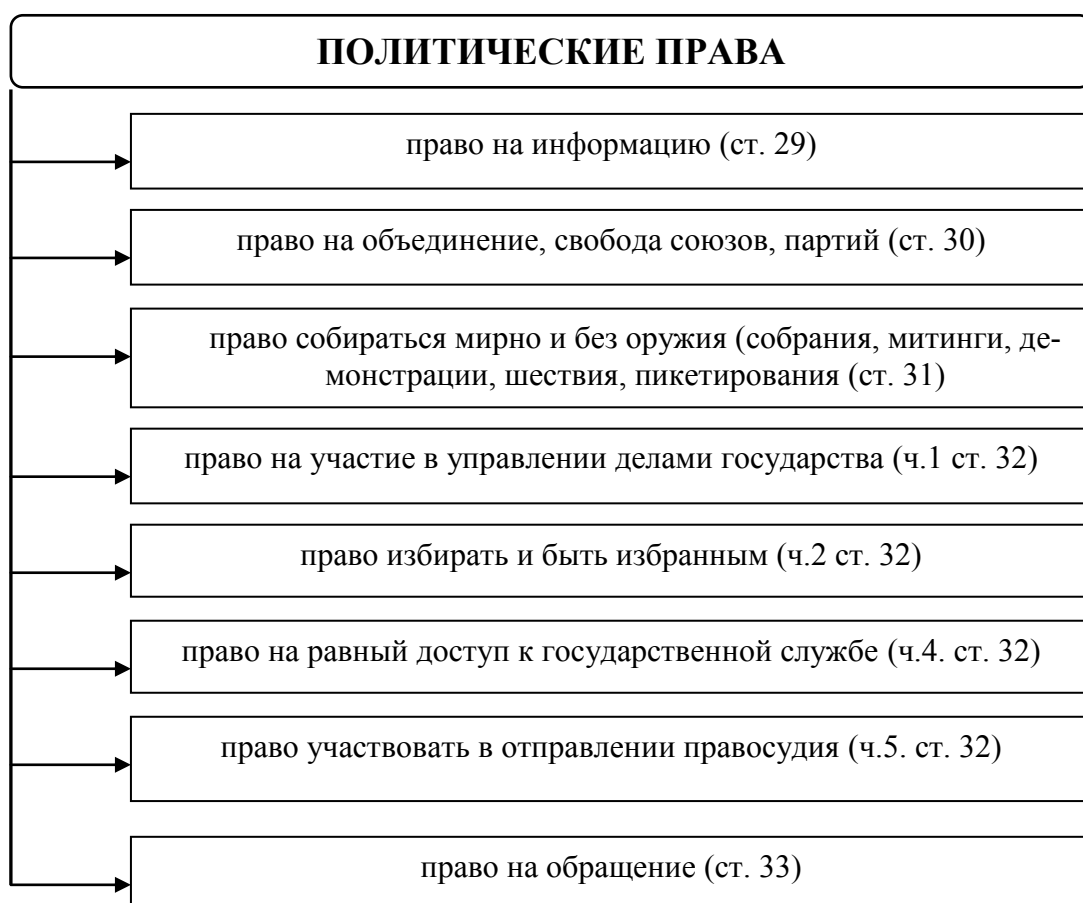 ПОЛИТИЧЕСКИЕ ПРАВА
право на информацию (ст. 29)
право на объединение, свобода союзов, партий (ст. 30)
право собираться мирно и без оружия (собрания, митинги, де-
монстрации, шествия, пикетирования (ст. 31)
право на участие в управлении делами государства (ч.1 ст. 32)
право избирать и быть избранным (ч.2 ст. 32)
право на равный доступ к государственной службе (ч.4. ст. 32)
право участвовать в отправлении правосудия (ч.5. ст. 32)
право на обращение (ст. 33)